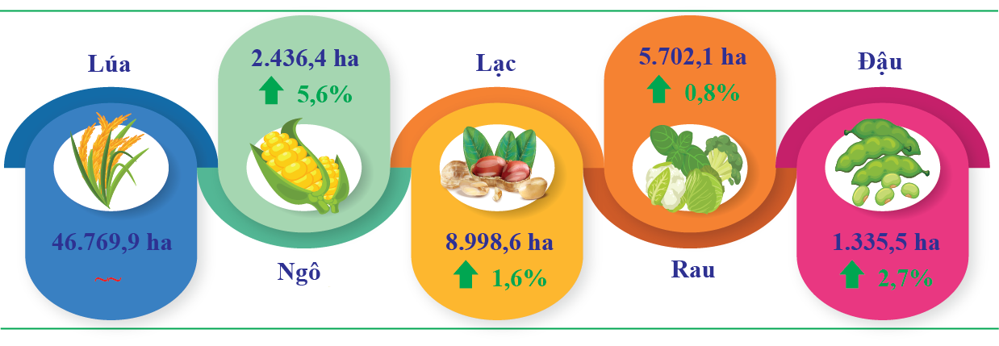 Lúa
46.769,9 ha
2.436,4 ha
5,6%
Ngô
Lạc
8.998,6 ha
1,6%
5.702,1 ha
0,8%
Rau
Đậu
1.335,5 ha
2,7%